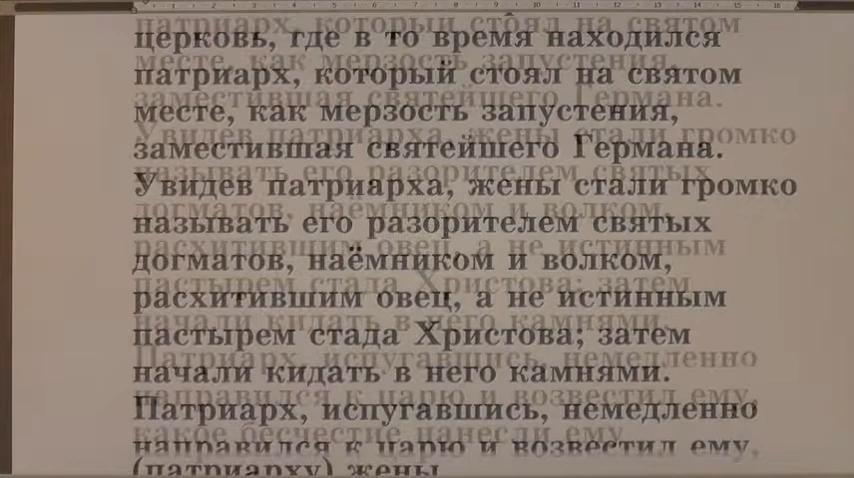 церковь, где в то время находился
патриарх, который стоял на святом
месте, как мерзость запустения,
заместившая святейшего Германа.
Увидев патриарха, жены стали громко
называть его разорителем святых
догматов, наёмником и волком,
расхитившим овец, а не истинным
пастырем стада Христова; затем
начали кидать в него камнями.
Патриарх, испугавшись, немедленно
направился к царю и возвестил ему,
(патриарху) жены